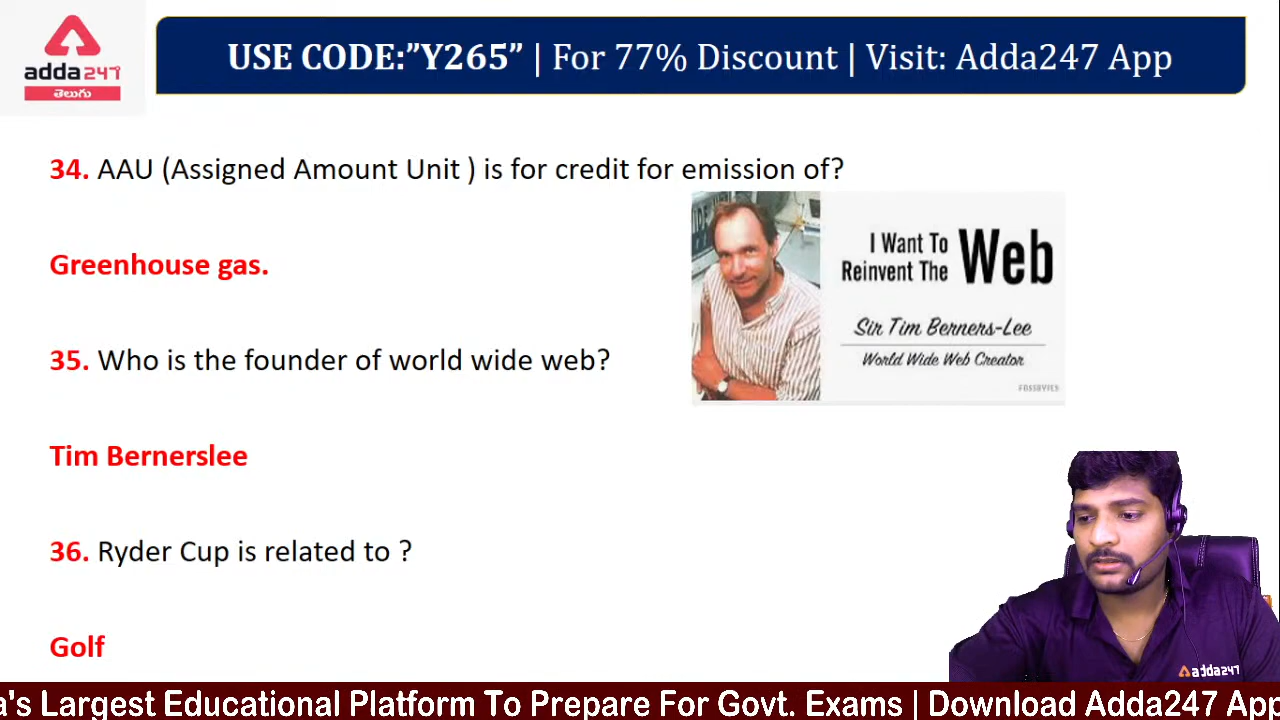 adda247
తెలుగు
USE CODE:”Y265” | For 77% Discount | Visit: Adda247 App
34. AAU (Assigned Amount Unit ) is for credit for emission of?
Greenhouse gas.
I Want To
Reinvent The Web
Sir Tim Berners-Lee
World Wide Web Creator
FOSSBYTES
35. Who is the founder of world wide web?
Tim Bernerslee
36. Ryder Cup is related to ?
Golf
adda247
a's Largest Educational Platform To Prepare For Govt. Exams | Download Adda247 App